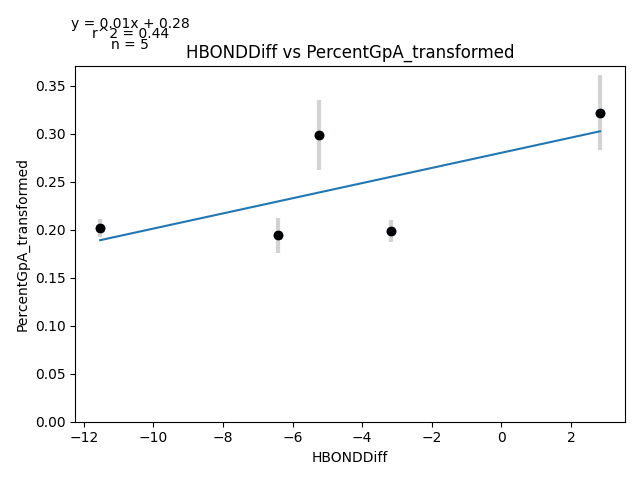 y = 0.01x + 0.28
r^2 = 0.44
n = 5
HBONDDiff vs PercentGpA_transformed
PercentGpA_transformed
0.35
0.30
0.25
0.20
0.15
0.10
0.05
0.00
−12 −10 −8 −6 −4 −2 0 2
HBONDDiff